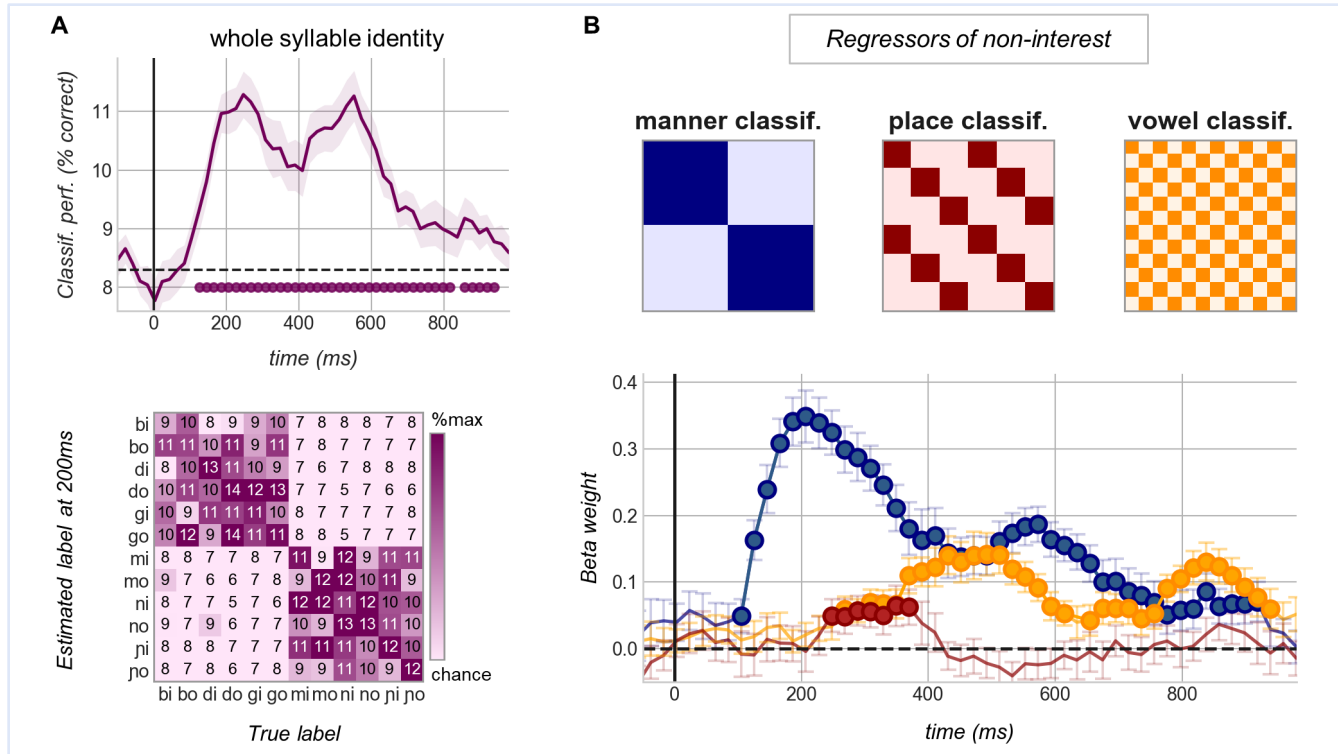 A
whole syllable identity
Classif. perf. (% correct)
11
10
9
8
0 200 400 600 800
time (ms)
Estimated label at 200ms
bi 9 10 8 9 9 10 7 8 8 8 7 8
bo 11 11 10 11 9 11 7 8 7 7 7 7
di 8 10 13 11 10 9 7 6 7 8 8 8
do 10 11 10 14 12 13 7 7 5 7 6 6
gi 10 9 11 11 11 10 7 7 7 7 8 7
go 10 12 9 14 11 11 8 8 5 7 7 7
mi 8 8 7 7 8 7 11 9 12 9 11 11
mo 9 7 6 6 7 8 9 12 12 10 11 9
ni 8 7 7 5 7 6 12 12 11 12 10 10
no 9 7 9 6 7 7 10 9 13 13 10 10
ɲi 8 8 8 7 7 7 11 11 11 10 12 10
ɲo 8 7 8 6 7 8 9 9 11 10 9 12
bi bo di do gi go mi mo ni no ɲi ɲo
True label
%max
chance
B
Regressors of non-interest
manner classif. place classif. vowel classif.
Beta weight
0.4
0.3
0.2
0.1
0.0
0 200 400 600 800
time (ms)